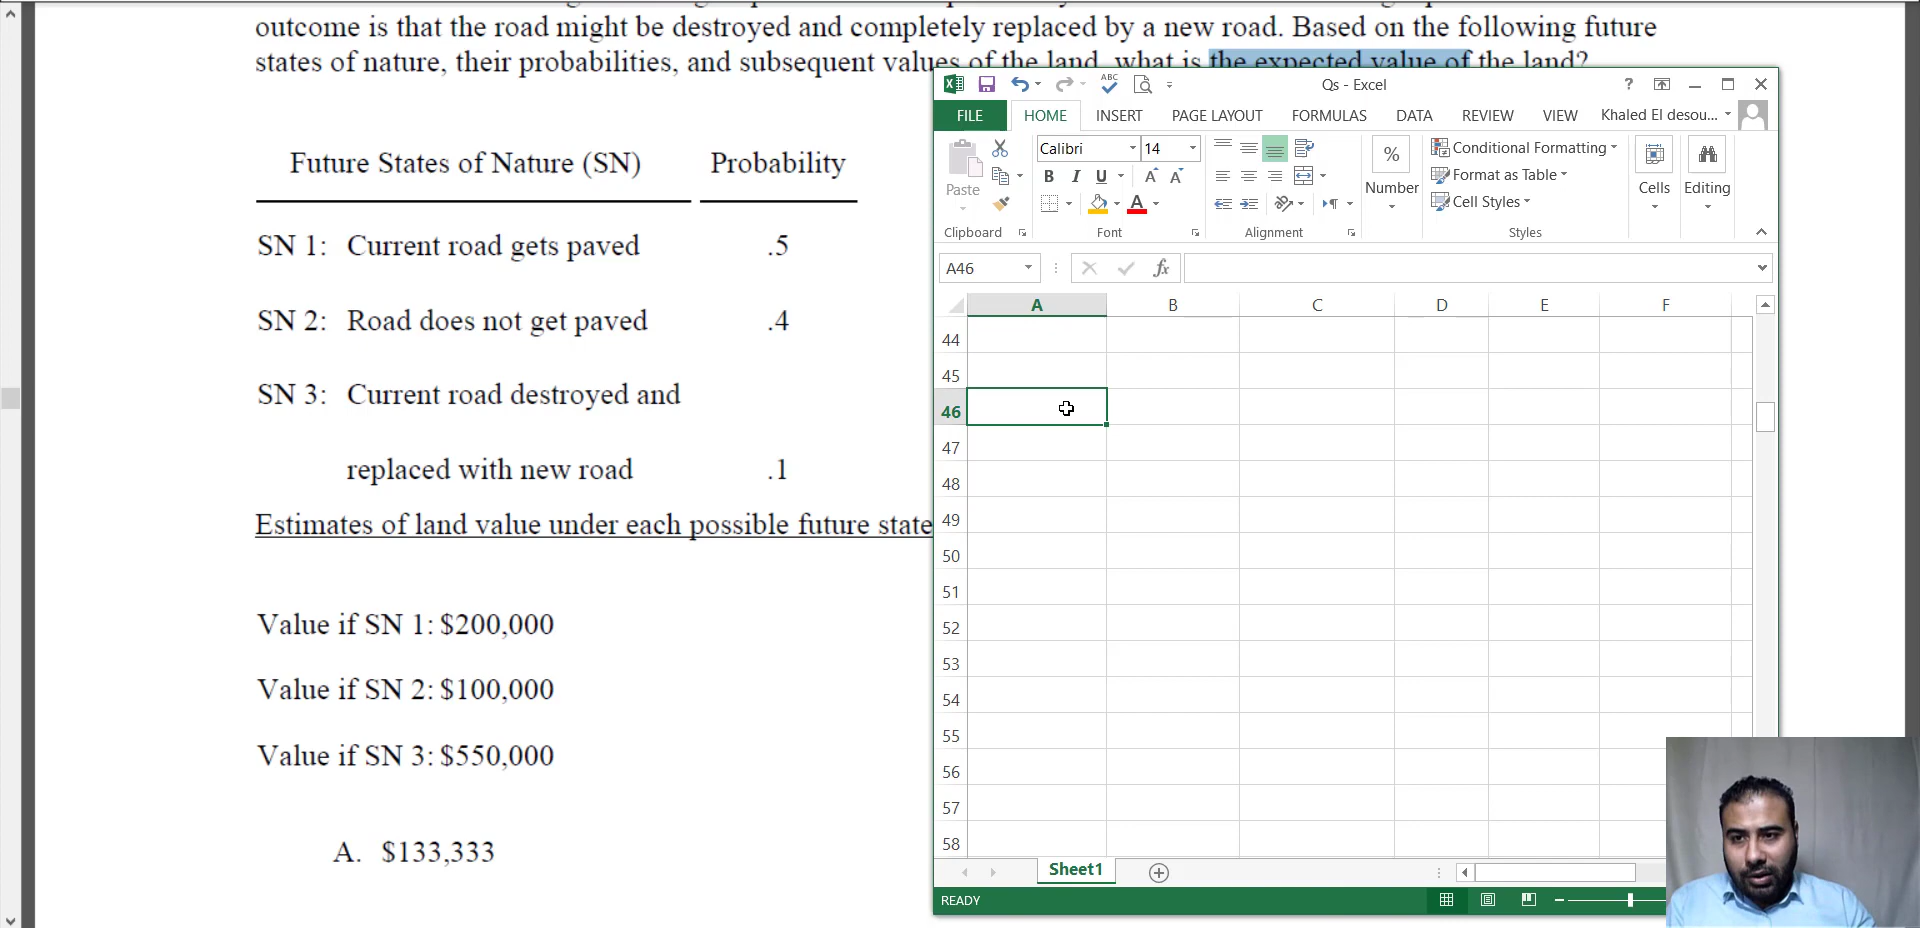 outcome is that the road might be destroyed and completely replaced by a new road. Based on the following future
states of nature, their probabilities, and subsequent values of the land, what is the expected value of the land?
Future States of Nature (SN) Probability
SN 1: Current road gets paved .5
SN 2: Road does not get paved .4
SN 3: Current road destroyed and
replaced with new road .1
Estimates of land value under each possible future state
Value if SN 1: $200,000
Value if SN 2: $100,000
Value if SN 3: $550,000
A. $133,333
ABC
Qs - Excel
?
FILE HOME INSERT PAGE LAYOUT FORMULAS DATA REVIEW VIEW Khaled El desou...
Paste
Clipboard
Calibri 14
B I U A A
A
Font
Alignment
%
Number
Conditional Formatting
Format as Table
Cell Styles
Styles
Cells
Editing
A46 fx
A B C D E F
44
45
46
47
48
49
50
51
52
53
54
55
56
57
58
Sheet1
READY